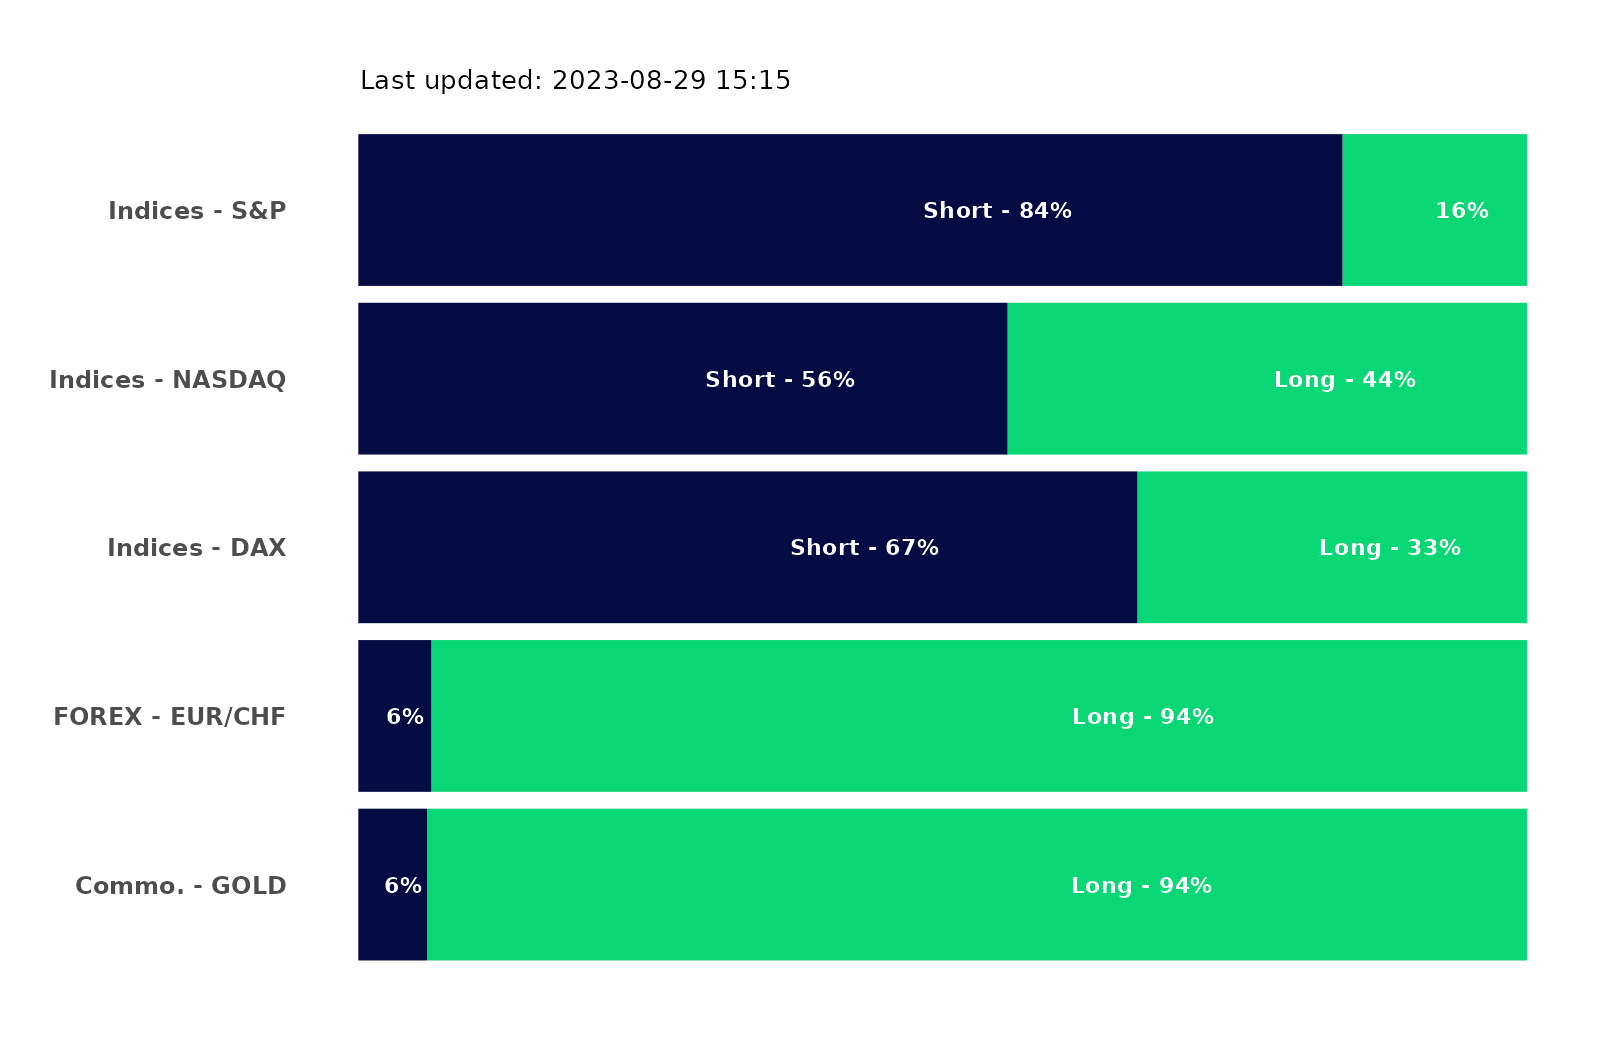 Last updated: 2023-08-29 15:15
Indices - S&P Short - 84% 16%
Indices - NASDAQ Short - 56% Long - 44%
Indices - DAX Short - 67% Long - 33%
FOREX - EUR/CHF 6% Long - 94%
Commo. - GOLD 6% Long - 94%